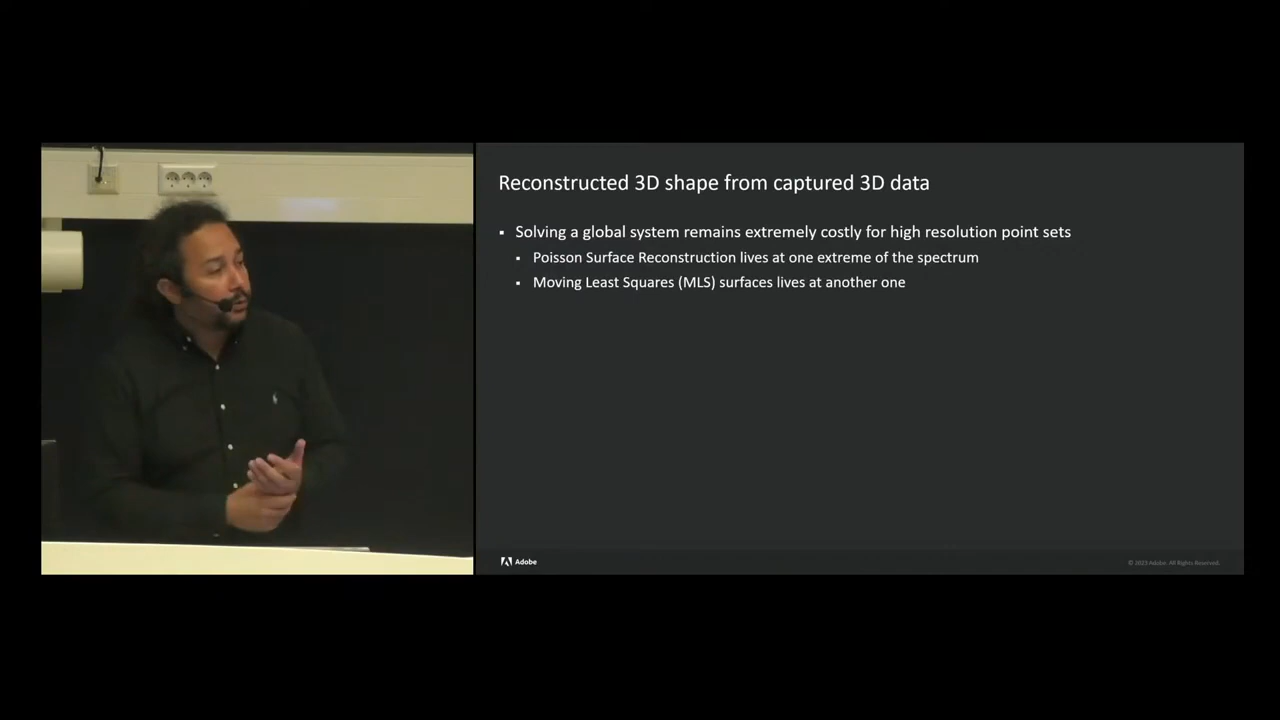 Reconstructed 3D shape from captured 3D data
▪ Solving a global system remains extremely costly for high resolution point sets
▪ Poisson Surface Reconstruction lives at one extreme of the spectrum
▪ Moving Least Squares (MLS) surfaces lives at another one
Adobe
© 2023 Adobe. All Rights Reserved.